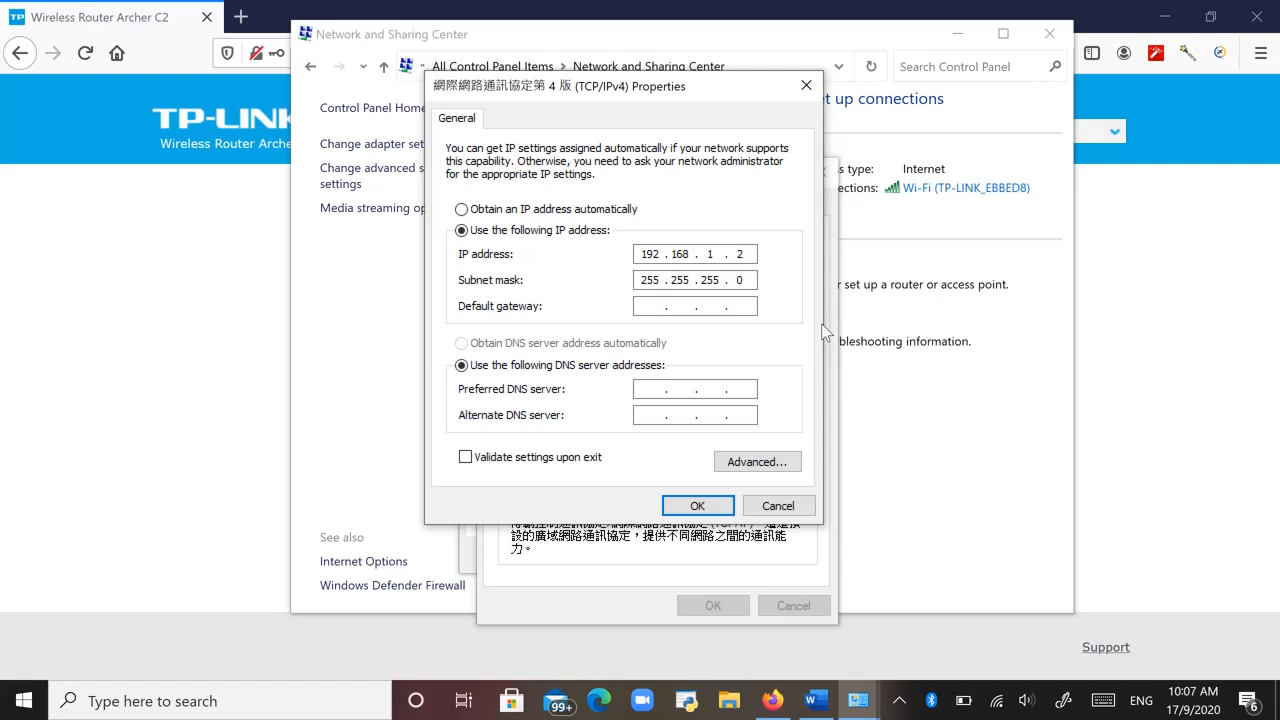 Wireless Router Archer C2
Network and Sharing Center
All Control Panel Items > Network and Sharing Center
Search Control Panel
TP-LINK
Wireless Router Arche
Control Panel Home
Change adapter set
Change advanced s
settings
Media streaming op
et up connections
s type: Internet
nections: Wi-Fi (TP-LINK_EBBED8)
r set up a router or access point.
bleshooting information.
網際網路通訊協定第 4 版 (TCP/IPv4) Properties
General
You can get IP settings assigned automatically if your network supports
this capability. Otherwise, you need to ask your network administrator
for the appropriate IP settings.
Obtain an IP address automatically
Use the following IP address:
IP address: 192 . 168 . 1 . 2
Subnet mask: 255 . 255 . 255 . 0
Default gateway: . . .
Obtain DNS server address automatically
Use the following DNS server addresses:
Preferred DNS server: . . .
Alternate DNS server: . . .
Validate settings upon exit
Advanced...
OK Cancel
設的廣域網路通訊協定，提供不同網路之間的通訊能
力。
OK Cancel
See also
Internet Options
Windows Defender Firewall
Support
Type here to search
99+
ENG
10:07 AM
17/9/2020
6